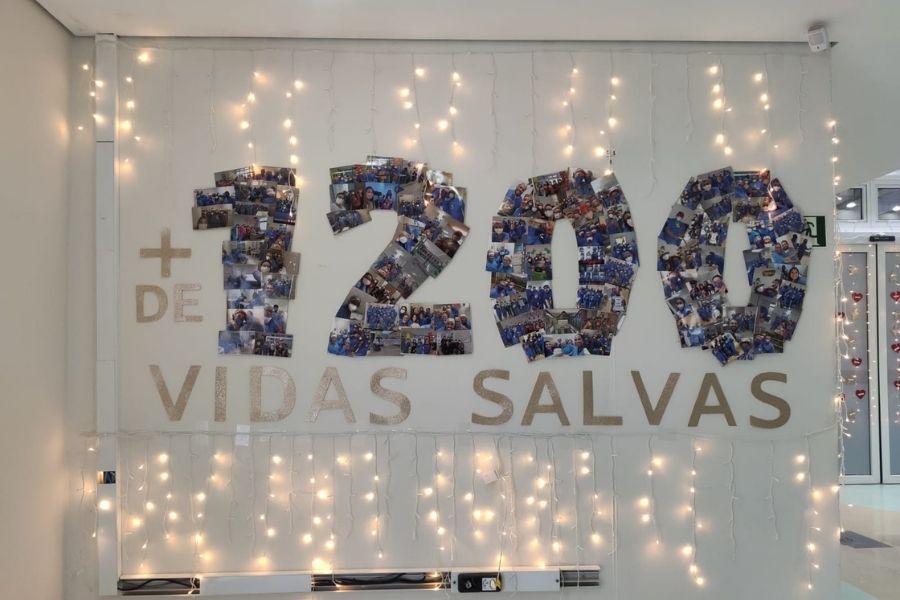 + DE 1200
VIDAS SALVAS